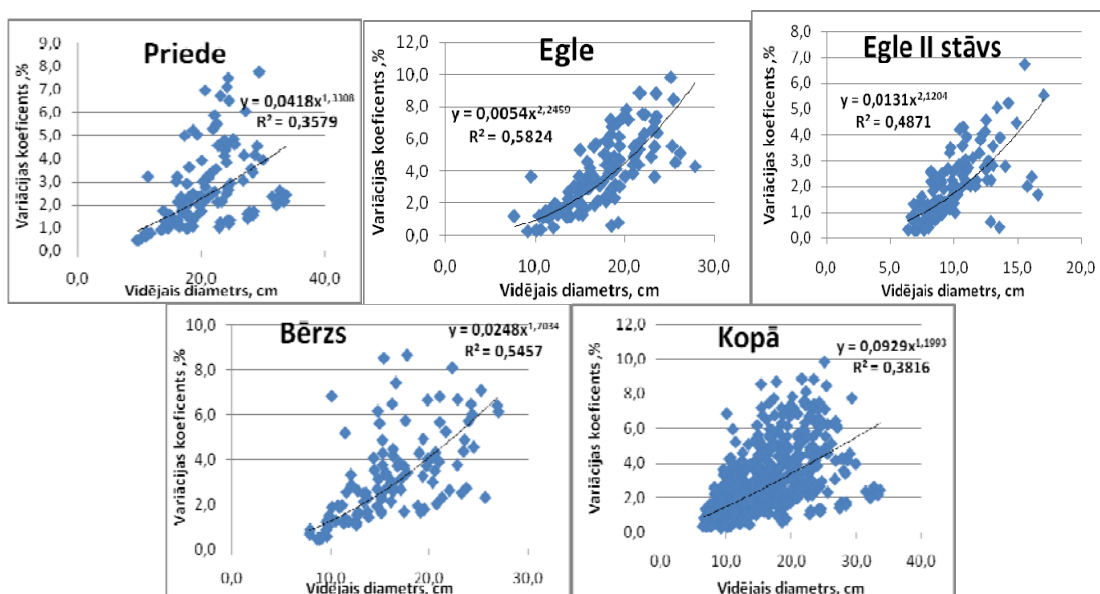 Priede
Variācijas koeficents ,%
9,0
8,0
7,0
6,0
5,0
4,0
3,0
2,0
1,0
0,0
y = 0,0418x^1,3308
R² = 0,3579
0,0 20,0 40,0
Vidējais diametrs, cm
Egle
Variācijas koeficents ,%
12,0
10,0
8,0
6,0
4,0
2,0
0,0
y = 0,0054x^2,2459
R² = 0,5824
0,0 10,0 20,0 30,0
Vidējais diametrs, cm
Egle II stāvs
Variācijas koeficents ,%
8,0
7,0
6,0
5,0
4,0
3,0
2,0
1,0
0,0
y = 0,0131x^2,1204
R² = 0,4871
0,0 5,0 10,0 15,0 20,0
Vidējais diametrs, cm
Bērzs
Variācijas koeficents ,%
10,0
8,0
6,0
4,0
2,0
0,0
y = 0,0248x^1,7034
R² = 0,5457
0,0 10,0 20,0 30,0
Vidējais diametrs, cm
Kopā
Variācijas koeficents ,%
12,0
10,0
8,0
6,0
4,0
2,0
0,0
y = 0,0929x^1,1993
R² = 0,3816
0,0 10,0 20,0 30,0 40,0
Vidējais diametrs, cm